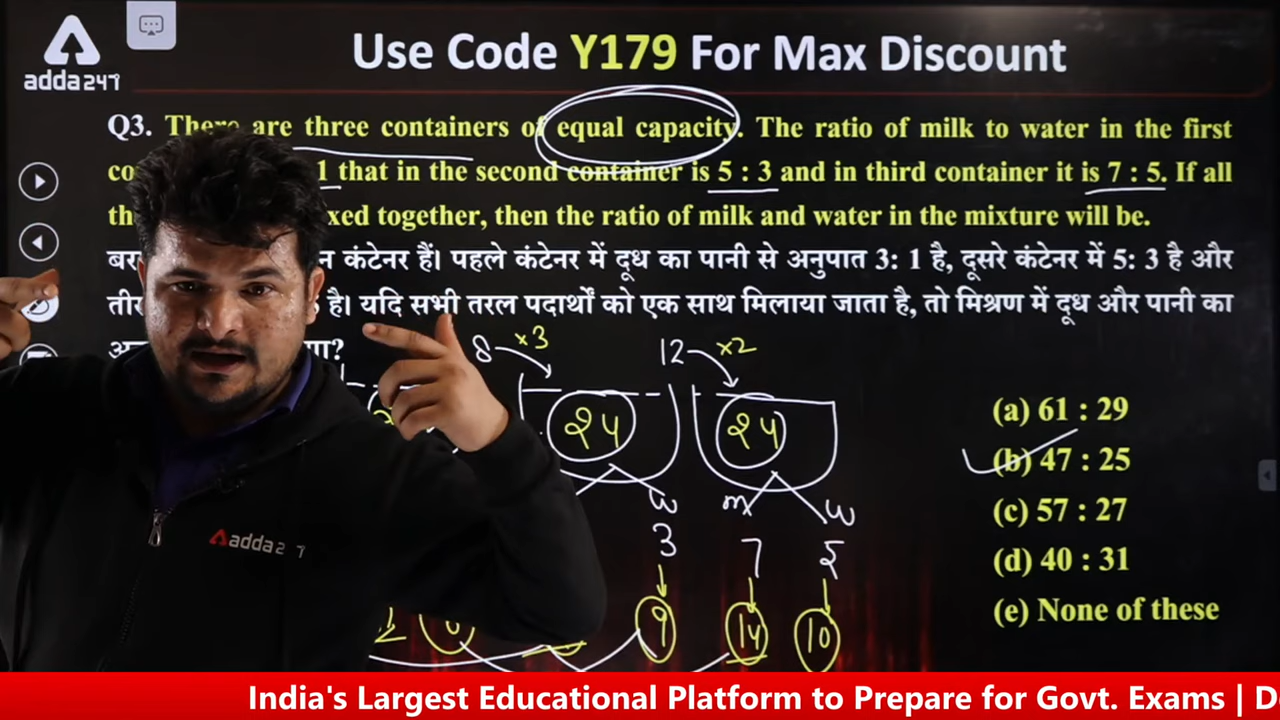 adda247
Use Code Y179 For Max Discount
Q3. There are three containers of equal capacity. The ratio of milk to water in the first
1 that in the second container is 5 : 3 and in third container it is 7 : 5. If all
together, then the ratio of milk and water in the mixture will be.
कंटेनर हैं। पहले कंटेनर में दूध का पानी से अनुपात 3: 1 है, दूसरे कंटेनर में 5: 3 है और
है। यदि सभी तरल पदार्थों को एक साथ मिलाया जाता है, तो मिश्रण में दूध और पानी का
8 ×3 12 ×2
24 24
W m W
3 7 5
9 14 10
(a) 61 : 29
(b) 47 : 25
(c) 57 : 27
(d) 40 : 31
(e) None of these
adda247
India's Largest Educational Platform to Prepare for Govt. Exams | D